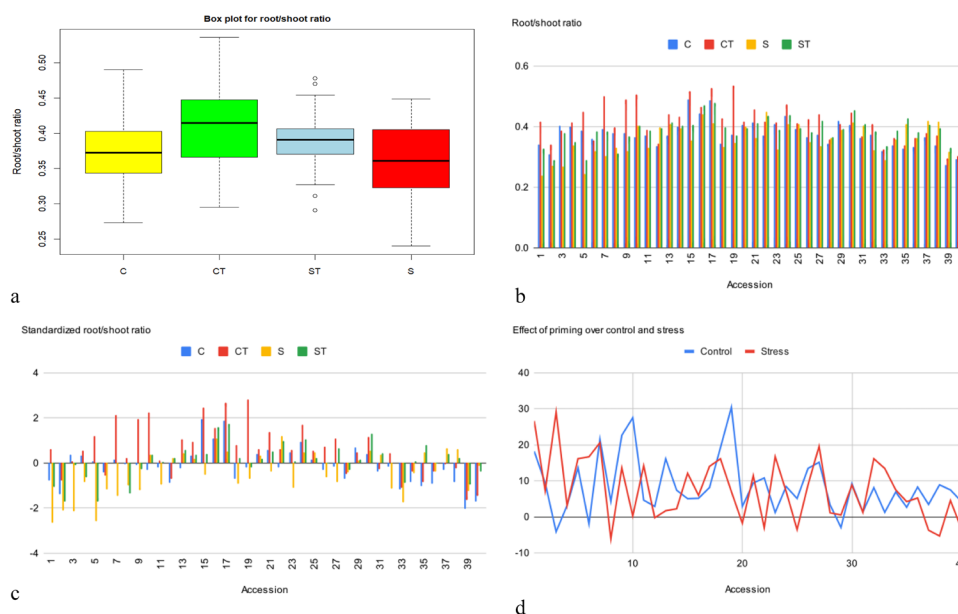 Box plot for root/shoot ratio
Root/shoot ratio
0.50
0.45
0.40
0.35
0.30
0.25
C CT ST S
a
Root/shoot ratio
C CT S ST
0.6
0.4
0.2
0.0
1 3 5 7 9 11 13 15 17 19 21 23 25 27 29 31 33 35 37 39
Accession
b
Standardized root/shoot ratio
C CT S ST
4
2
0
-2
-4
1 3 5 7 9 11 13 15 17 19 21 23 25 27 29 31 33 35 37 39
Accession
c
Effect of priming over control and stress
Control Stress
40
30
20
10
0
-10
10 20 30 4
Accession
d